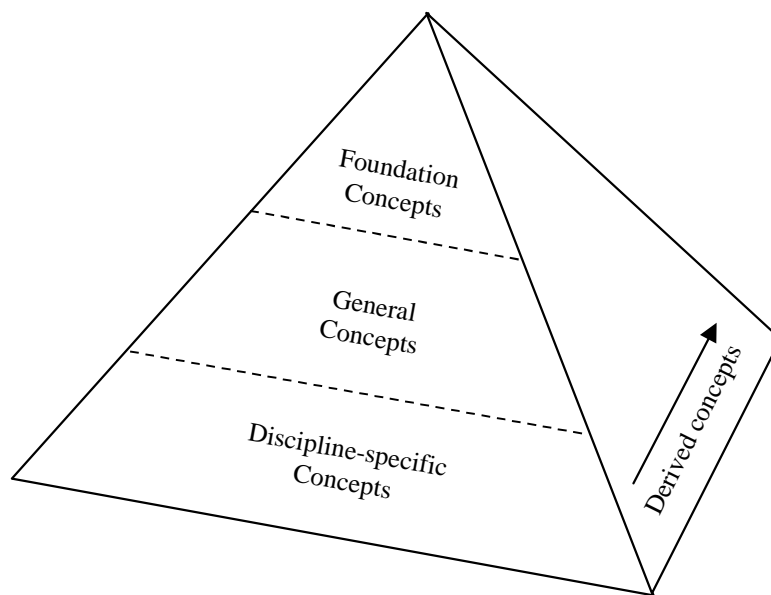 Foundation
Concepts
General
Concepts
Discipline-specific
Concepts
Derived concepts